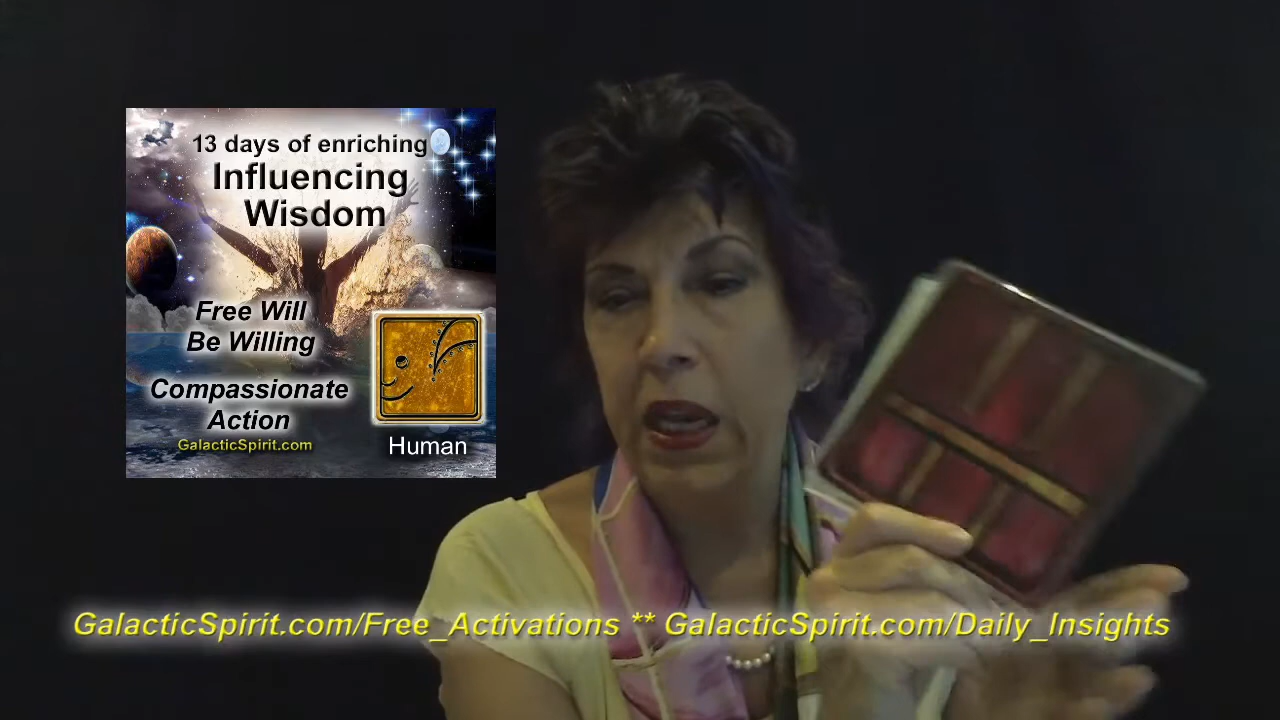 13 days of enriching
Influencing
Wisdom
Free Will
Be Willing
Compassionate
Action
GalacticSpirit.com
Human
GalacticSpirit.com/Free_Activations ** GalacticSpirit.com/Daily_Insights